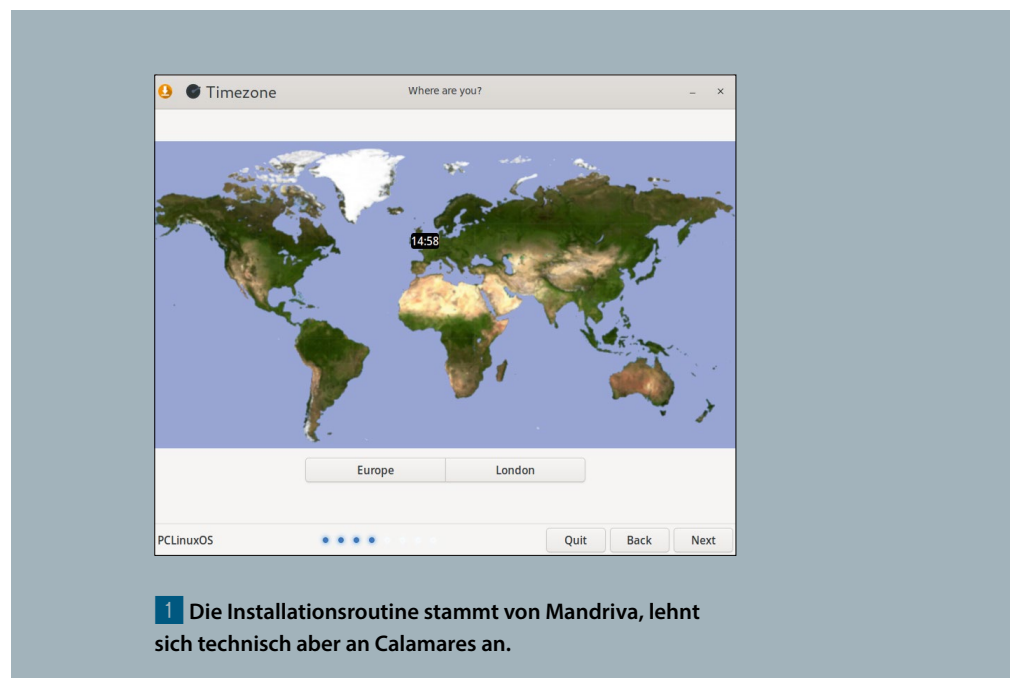 Timezone
Where are you?
14:58
Europe
London
PCLinuxOS
Quit
Back
Next
1 Die Installationsroutine stammt von Mandriva, lehnt
sich technisch aber an Calamares an.